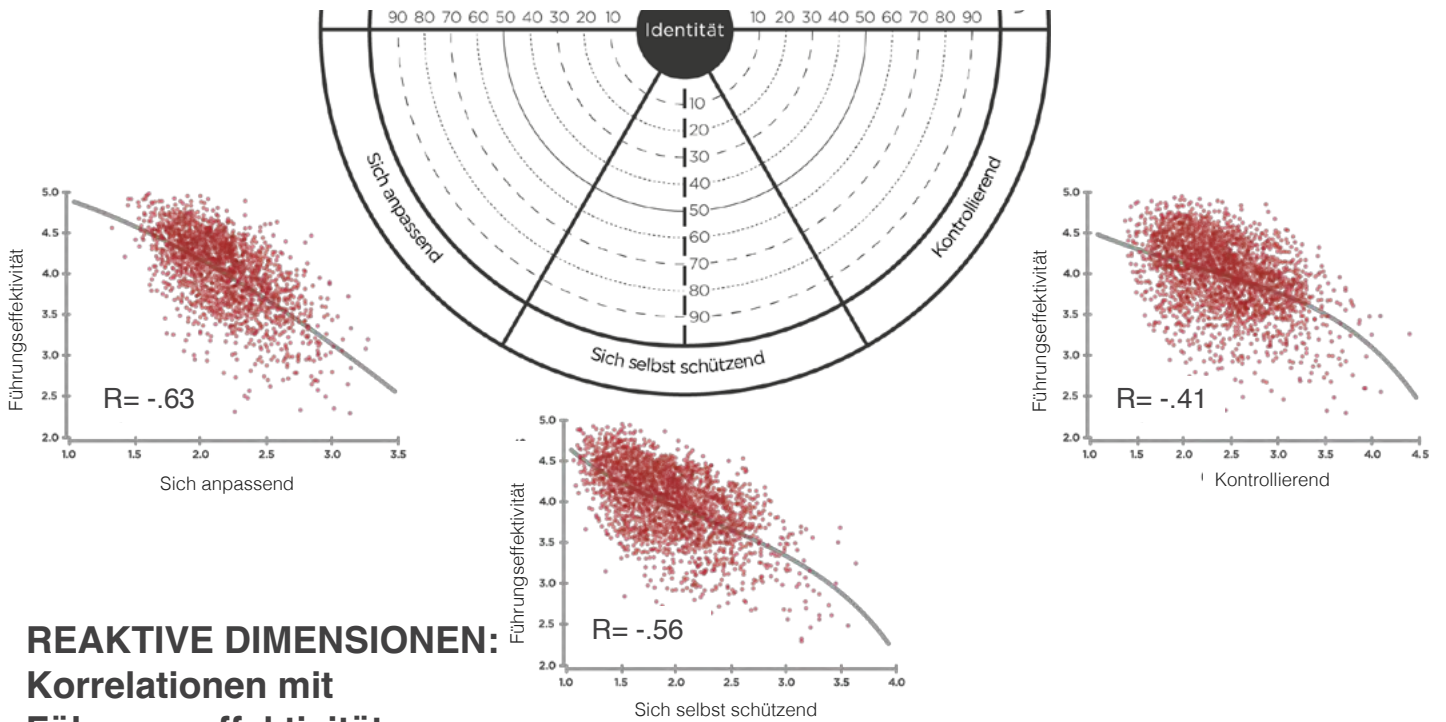 90 80 70 60 50 40 30 20 10
Identität
10 20 30 40 50 60 70 80 90
10
20
30
40
50
60
70
80
90
Sich anpassend
Sich selbst schützend
Kontrollierend
Führungseffektivität
5.0
4.5
4.0
3.5
3.0
2.5
2.0
R= -.63
1.0 1.5 2.0 2.5 3.0 3.5
Sich anpassend
Führungseffektivität
5.0
4.5
4.0
3.5
3.0
2.5
2.0
R= -.56
1.0 1.5 2.0 2.5 3.0 3.5 4.0
Sich selbst schützend
Führungseffektivität
5.0
4.5
4.0
3.5
3.0
2.5
2.0
R= -.41
1.0 1.5 2.0 2.5 3.0 3.5 4.0 4.5
Kontrollierend
REAKTIVE DIMENSIONEN:
Korrelationen mit